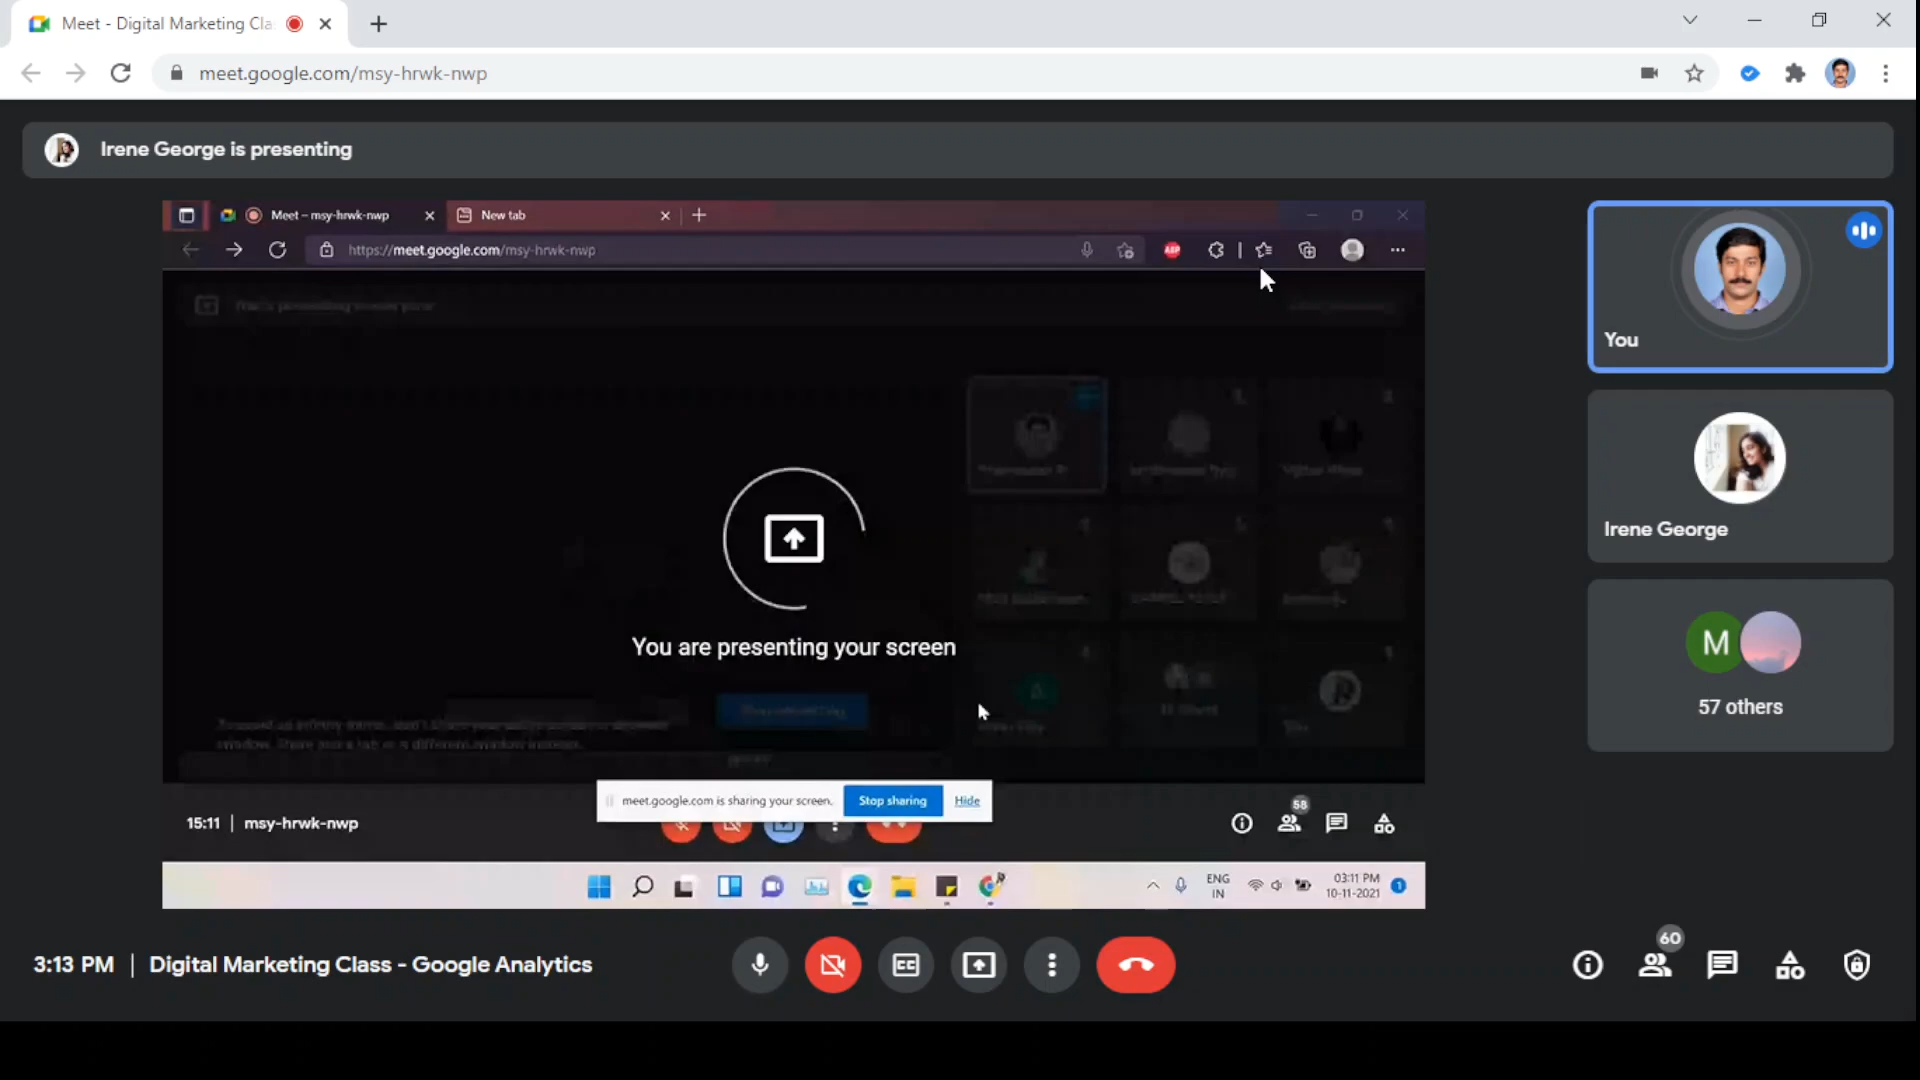 Meet - Digital Marketing Cla
meet.google.com/msy-hrwk-nwp
Irene George is presenting
Meet – msy-hrwk-nwp
New tab
https://meet.google.com/msy-hrwk-nwp
ABP
You
Irene George
You are presenting your screen
M
57 others
meet.google.com is sharing your screen.
Stop sharing
Hide
15:11 | msy-hrwk-nwp
58
ENG
IN
03:11 PM
10-11-2021
1
3:13 PM | Digital Marketing Class - Google Analytics
CC
60